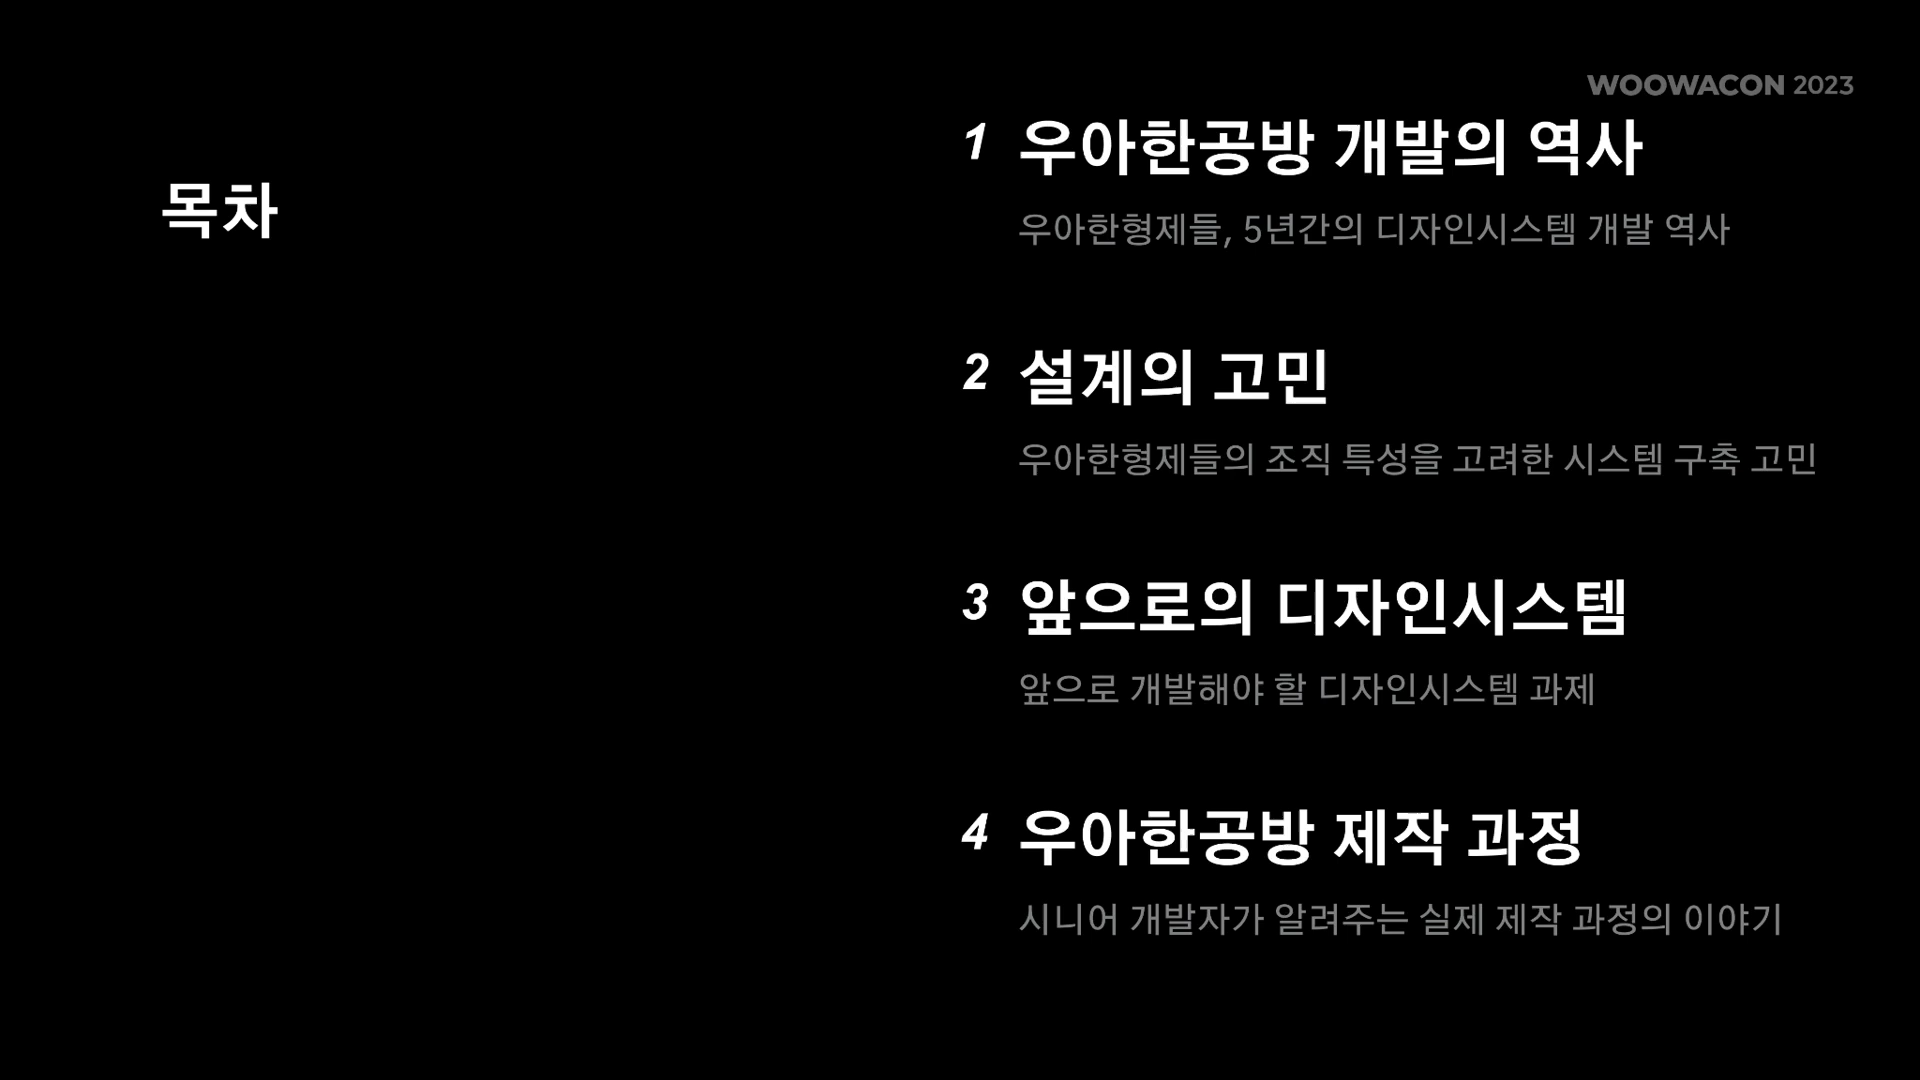 WOOWACON 2023
목차
1 우아한공방 개발의 역사
우아한형제들, 5년간의 디자인시스템 개발 역사
2 설계의 고민
우아한형제들의 조직 특성을 고려한 시스템 구축 고민
3 앞으로의 디자인시스템
앞으로 개발해야 할 디자인시스템 과제
4 우아한공방 제작 과정
시니어 개발자가 알려주는 실제 제작 과정의 이야기